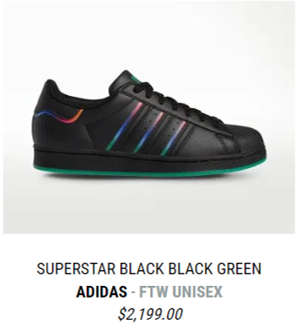 SUPERSTAR BLACK BLACK GREEN
ADIDAS - FTW UNISEX
$2,199.00